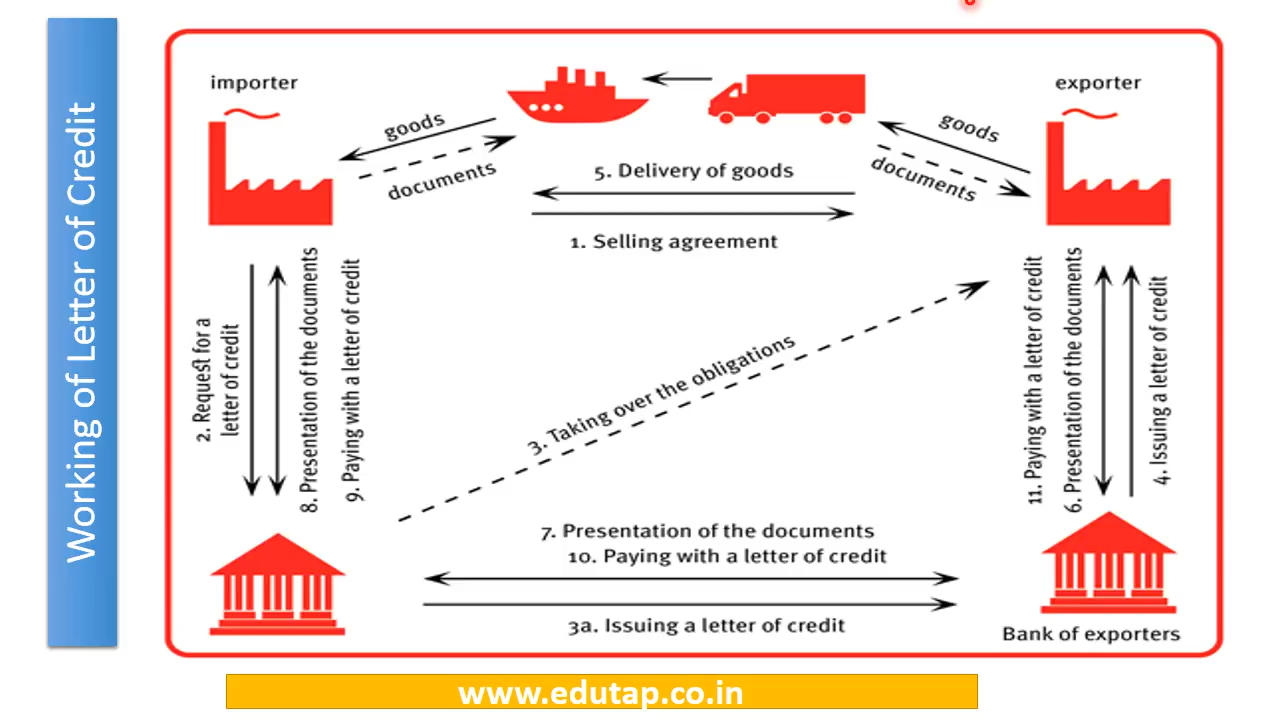 Working of Letter of Credit
importer
exporter
goods
documents
goods
documents
5. Delivery of goods
1. Selling agreement
2. Request for a
letter of credit
8. Presentation of the documents
9. Paying with a letter of credit
3. Taking over the obligations
11. Paying with a letter of credit
6. Presentation of the documents
4. Issuing a letter of credit
7. Presentation of the documents
10. Paying with a letter of credit
3a. Issuing a letter of credit
Bank of exporters
www.edutap.co.in